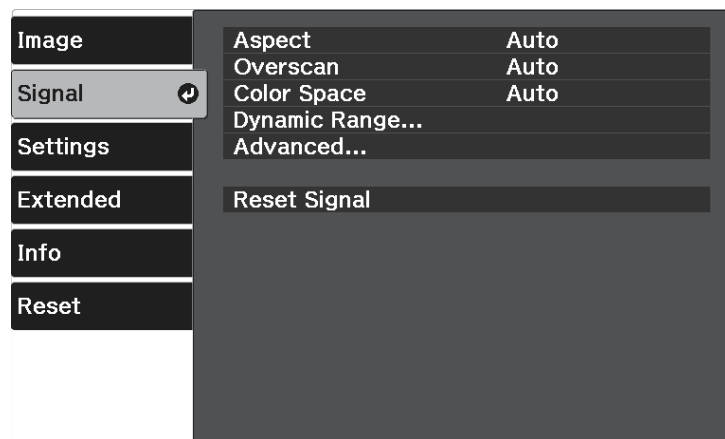 Image
Signal
Settings
Extended
Info
Reset
Aspect Auto
Overscan Auto
Color Space Auto
Dynamic Range...
Advanced...
Reset Signal